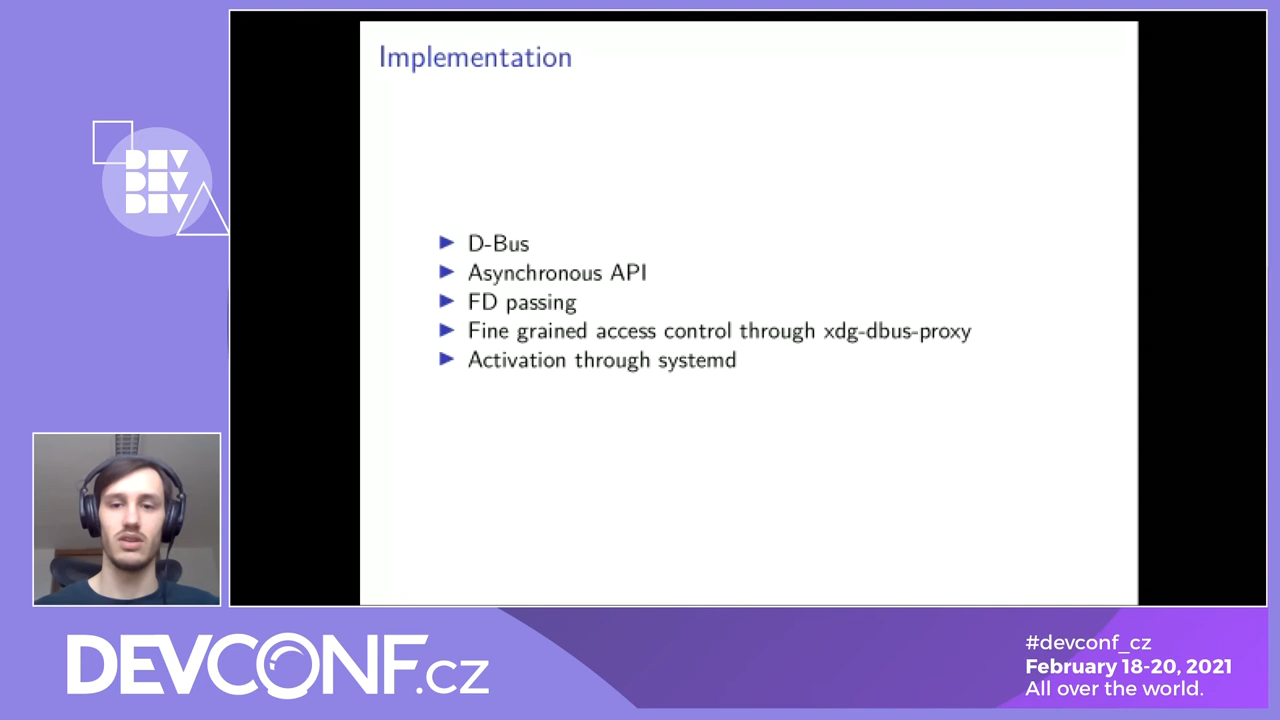 Implementation
D-Bus
Asynchronous API
FD passing
Fine grained access control through xdg-dbus-proxy
Activation through systemd
DEV
DEV
DEV
DEVCONF.cz
#devconf_cz
February 18-20, 2021
All over the world.